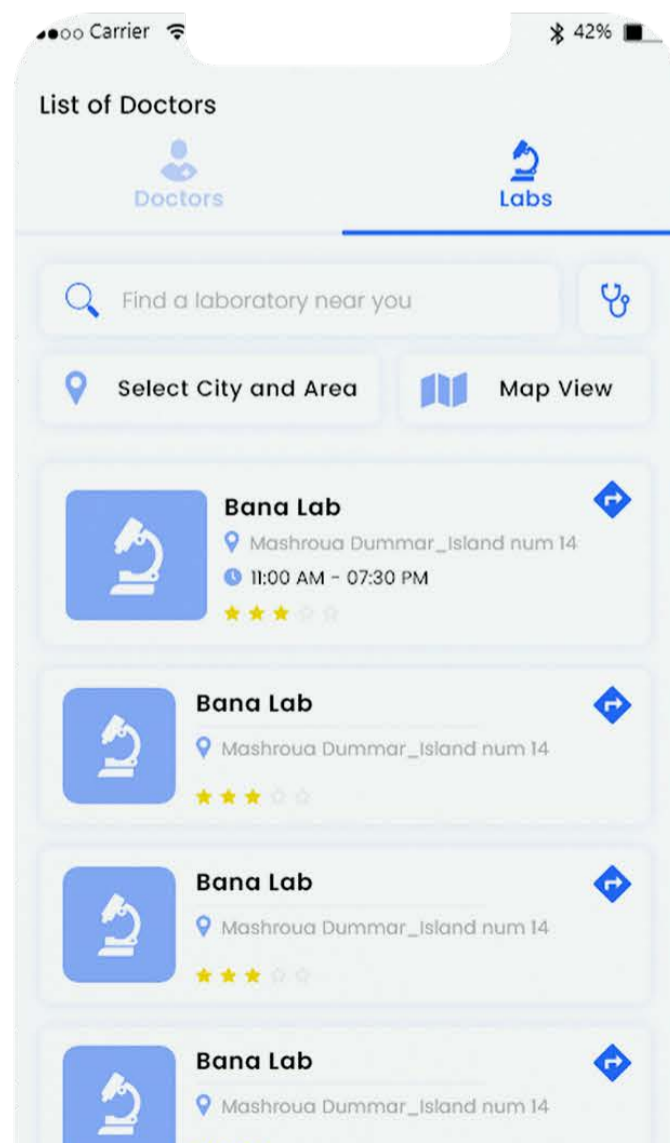 Carrier 42%
List of Doctors
Doctors Labs
Find a laboratory near you
Select City and Area Map View
Bana Lab
Mashroua Dummar_Island num 14
11:00 AM - 07:30 PM
Bana Lab
Mashroua Dummar_Island num 14
Bana Lab
Mashroua Dummar_Island num 14
Bana Lab
Mashroua Dummar_Island num 14